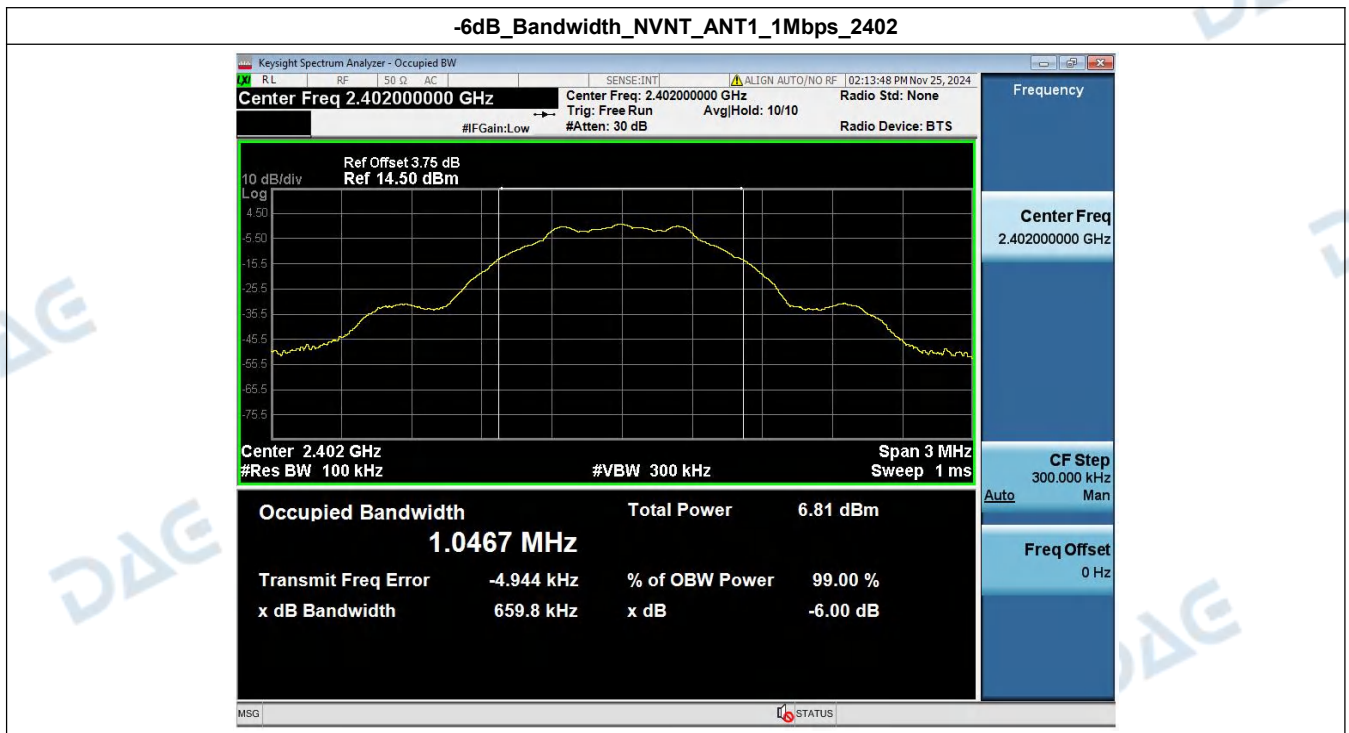 -6dB_Bandwidth_NVNT_ANT1_1Mbps_2402
Keysight Spectrum Analyzer - Occupied BW
LXI RL RF 50 Ω AC SENSE:INT ALIGN AUTO/NO RF 02:13:48 PM Nov 25, 2024
Center Freq 2.402000000 GHz
Center Freq: 2.402000000 GHz Radio Std: None
Trig: Free Run Avg|Hold: 10/10
#IFGain:Low #Atten: 30 dB Radio Device: BTS
Frequency
Ref Offset 3.75 dB
10 dB/div Ref 14.50 dBm
Log
4.50
-5.50
-15.5
-25.5
-35.5
-45.5
-55.5
-65.5
-75.5
Center 2.402 GHz Span 3 MHz
#Res BW 100 kHz #VBW 300 kHz Sweep 1 ms
Occupied Bandwidth Total Power 6.81 dBm
1.0467 MHz
Transmit Freq Error -4.944 kHz % of OBW Power 99.00 %
x dB Bandwidth 659.8 kHz x dB -6.00 dB
Center Freq
2.402000000 GHz
CF Step
300.000 kHz
Auto Man
Freq Offset
0 Hz
MSG STATUS
DAE
DAE
DAE
DAE